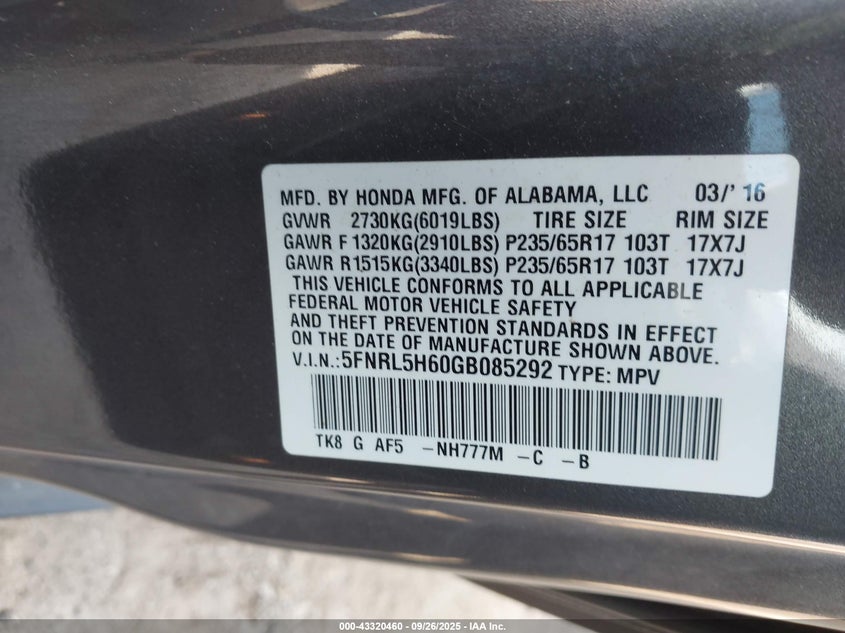 MFD. BY HONDA MFG. OF ALABAMA, LLC 03/' 16
GVWR 2730KG(6019LBS) TIRE SIZE RIM SIZE
GAWR F 1320KG(2910LBS) P235/65R17 103T 17X7J
GAWR R1515KG(3340LBS) P235/65R17 103T 17X7J
THIS VEHICLE CONFORMS TO ALL APPLICABLE
FEDERAL MOTOR VEHICLE SAFETY
AND THEFT PREVENTION STANDARDS IN EFFECT
ON THE DATE OF MANUFACTURE SHOWN ABOVE.
V.I.N.:5FNRL5H60GB085292 TYPE: MPV
TK8 G AF5 -NH777M -C -B
000-43320460 - 09/26/2025 - IAA Inc.